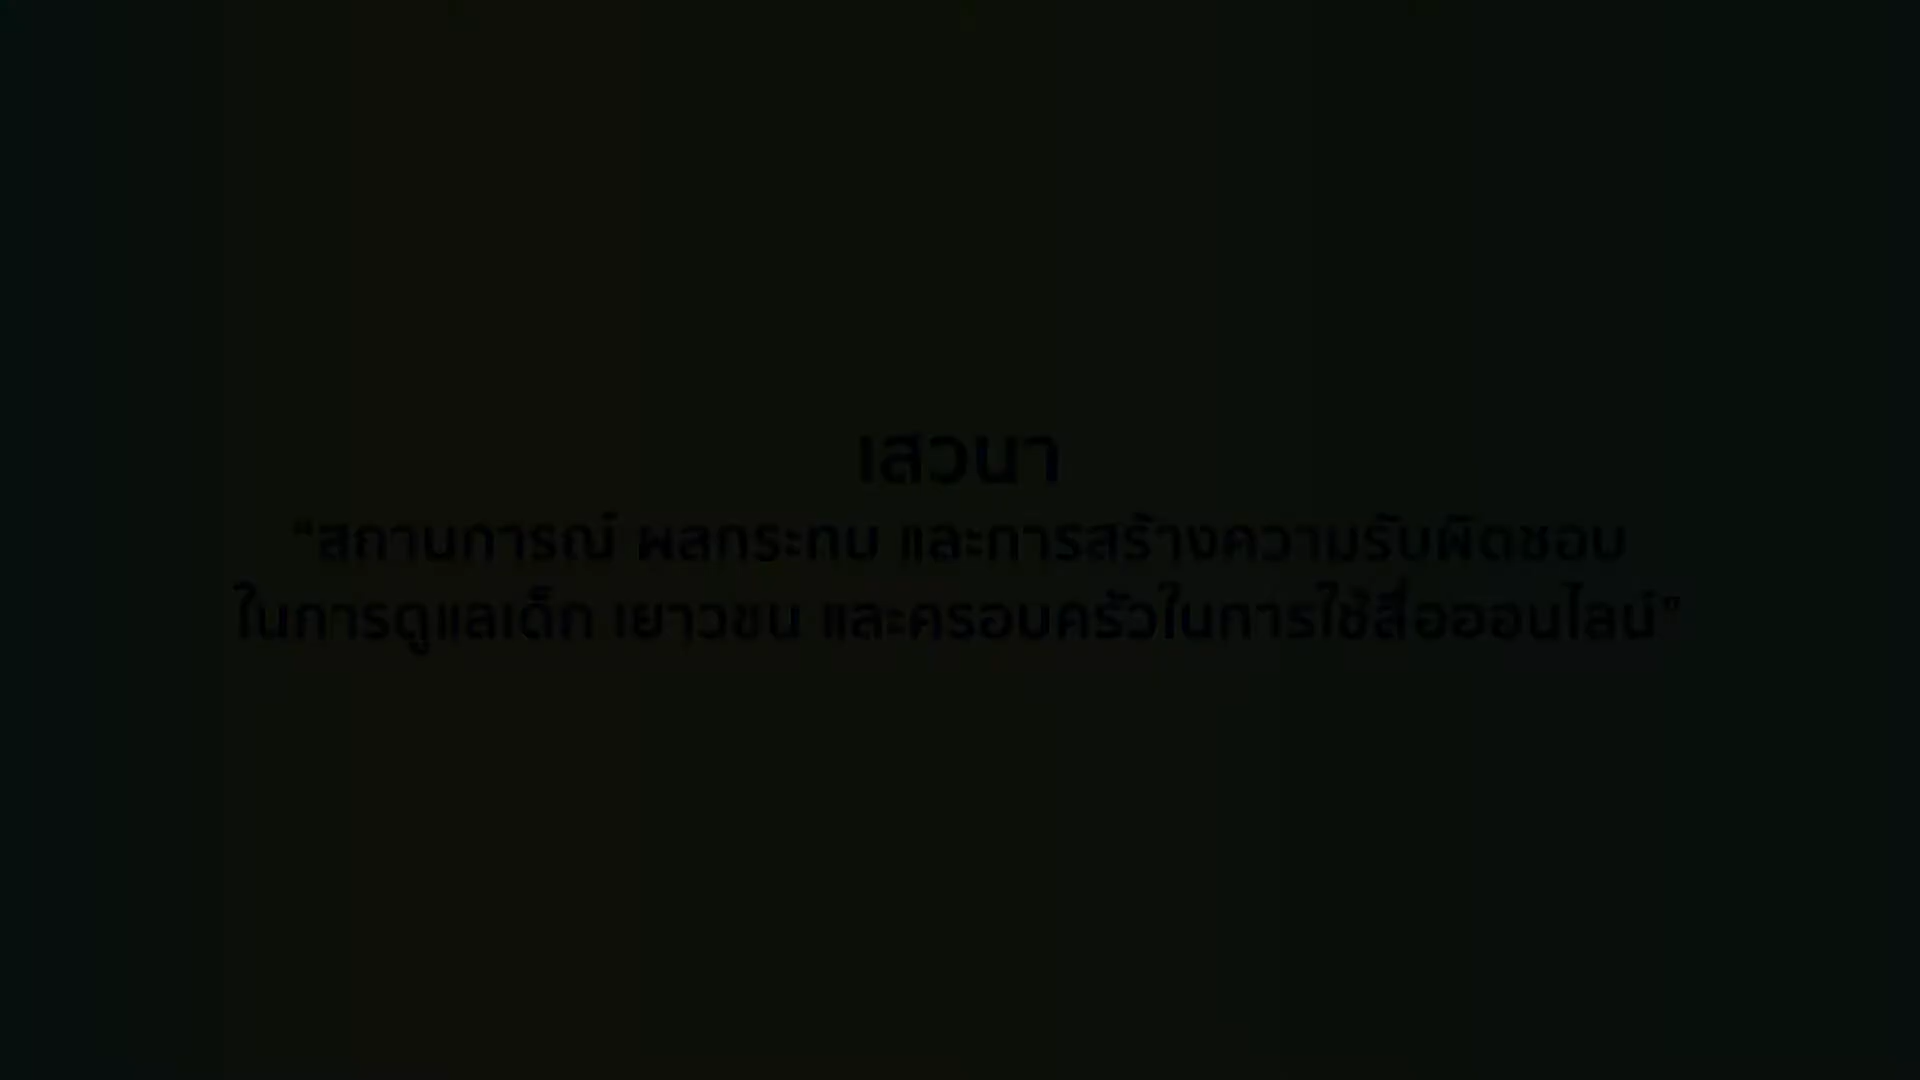 เสวนา
“สถานการณ์ ผลกระทบ และการสร้างความรับผิดชอบ
ในการดูแลเด็ก เยาวชน และครอบครัวในการใช้สื่อออนไลน์”